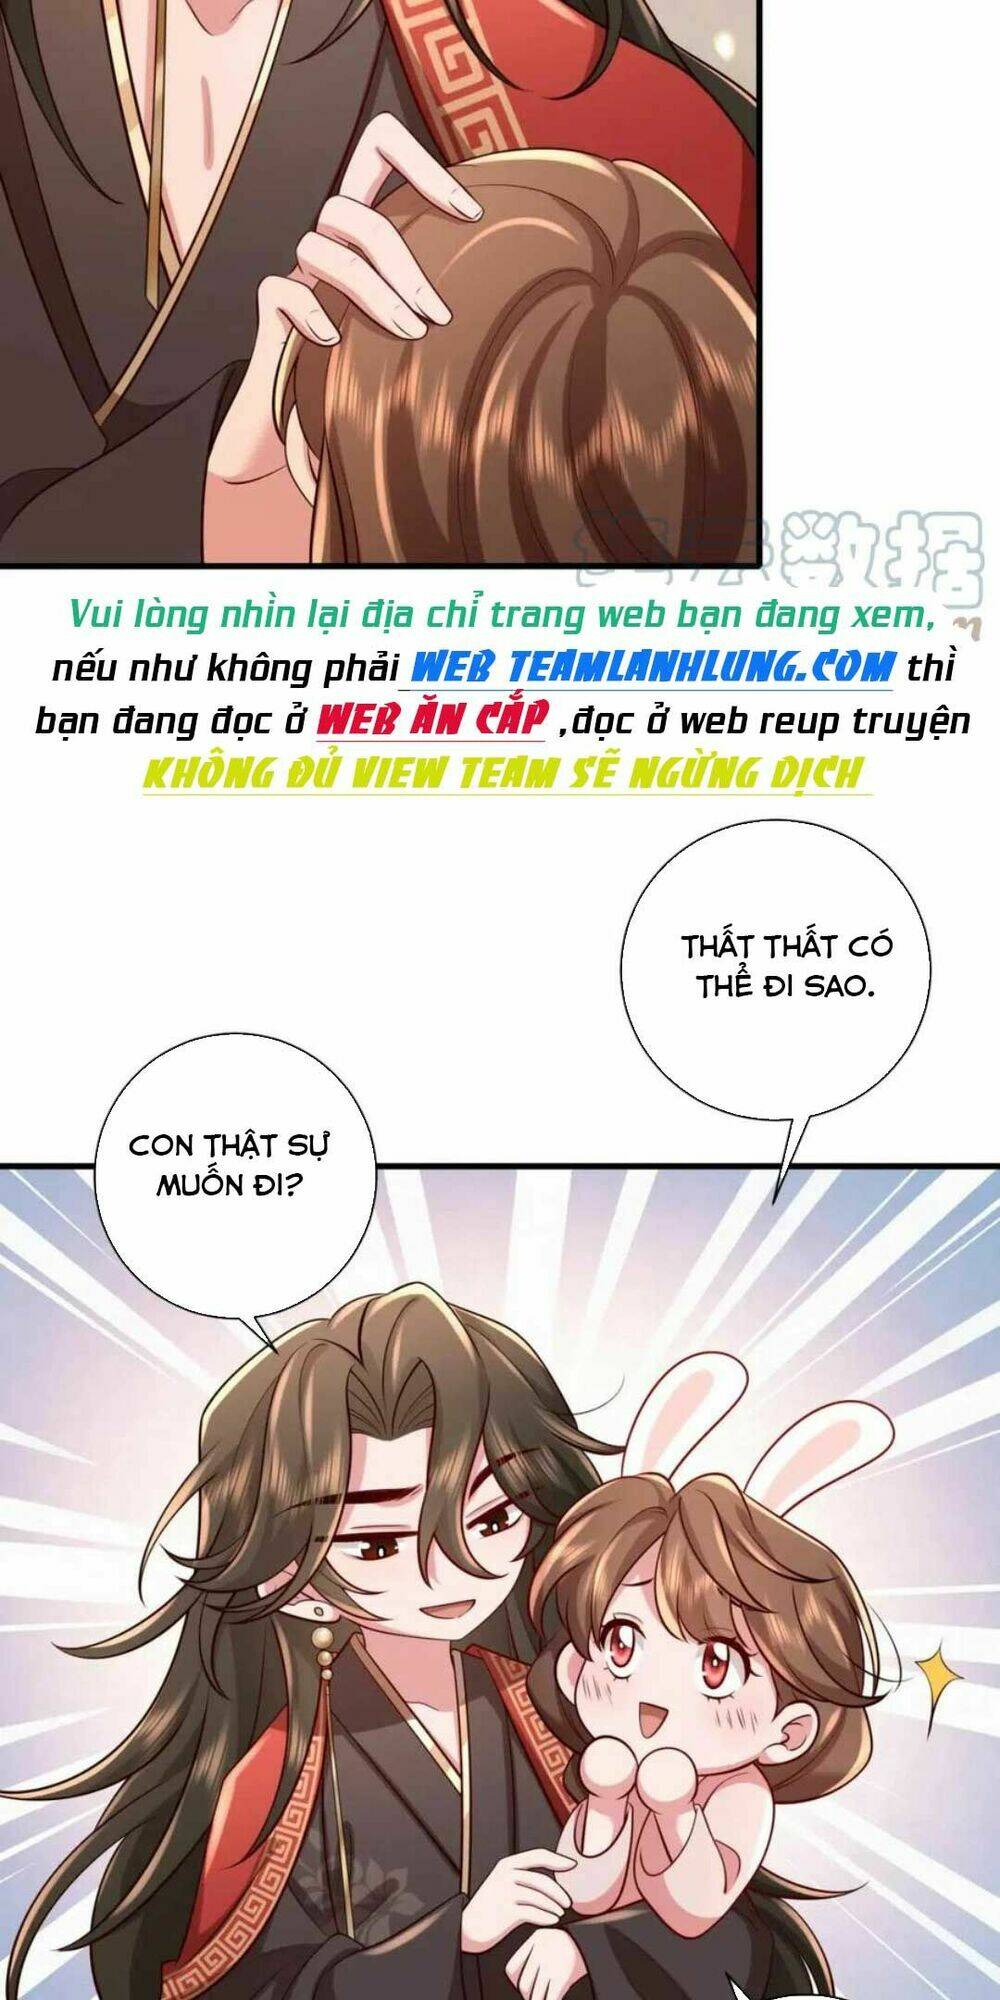 Vui lòng nhìn lại địa chỉ trang web bạn đang xem,
nếu như không phải WEB TEAMLANHLUNG.COM thì
bạn đang đọc ở WEB ĂN CẮP ,đọc ở web reup truyện
KHÔNG ĐỦ VIEW TEAM SẼ NGỪNG DỊCH
THẤT THẤT CÓ
THỂ ĐI SAO.
CON THẬT SỰ
MUỐN ĐI?